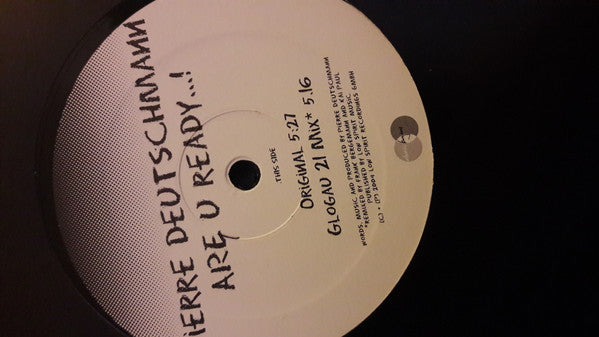 iERRE DEUTSCHMANN
ARE U READY...!
.THIS SIDE
ORIGINAL 5:27
GLOGAU 21 MIX* 5.16
WORDS, MUSIC AND PRODUCED BY PIERRE DEUTSCHMANN
*REMIXED BY FRANK BERGEMANN AND KAI PAUL
PUBLISHED BY LOW SPIRIT MUSIC.
(C) + (P) 2004 LOW SPIRIT RECORDINGS GMBH